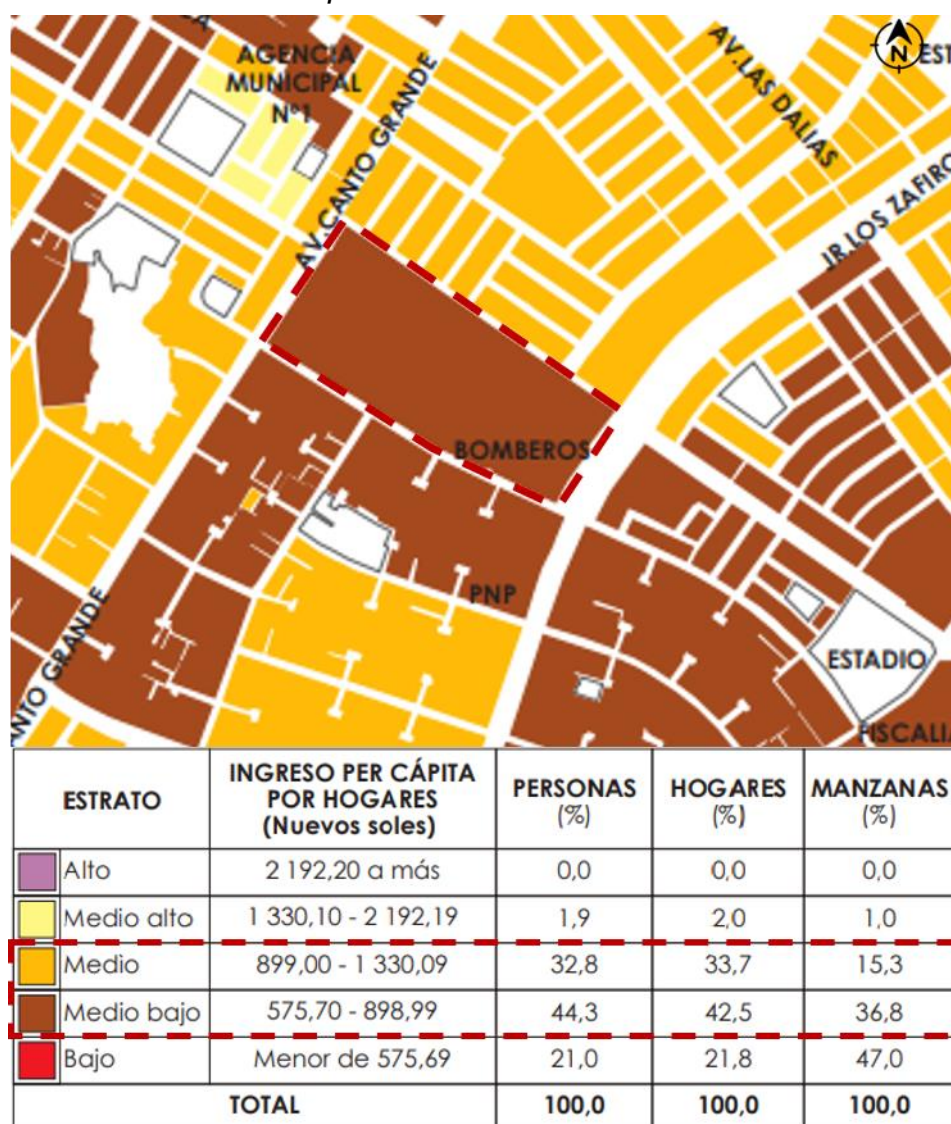 AGENCIA
MUNICIPAL
Nº1
AV.CANTO GRANDE
AV.LAS DALIAS
N
EST
JR.LOS ZAFIRO
BOMBEROS
PNP
ANTO GRANDE
ESTADIO
FISCALIA
ESTRATO INGRESO PER CÁPITA POR HOGARES (Nuevos soles) PERSONAS (%) HOGARES (%) MANZANAS (%)
Alto 2 192,20 a más 0,0 0,0 0,0
Medio alto 1 330,10 - 2 192,19 1,9 2,0 1,0
Medio 899,00 - 1 330,09 32,8 33,7 15,3
Medio bajo 575,70 - 898,99 44,3 42,5 36,8
Bajo Menor de 575,69 21,0 21,8 47,0
TOTAL 100,0 100,0 100,0